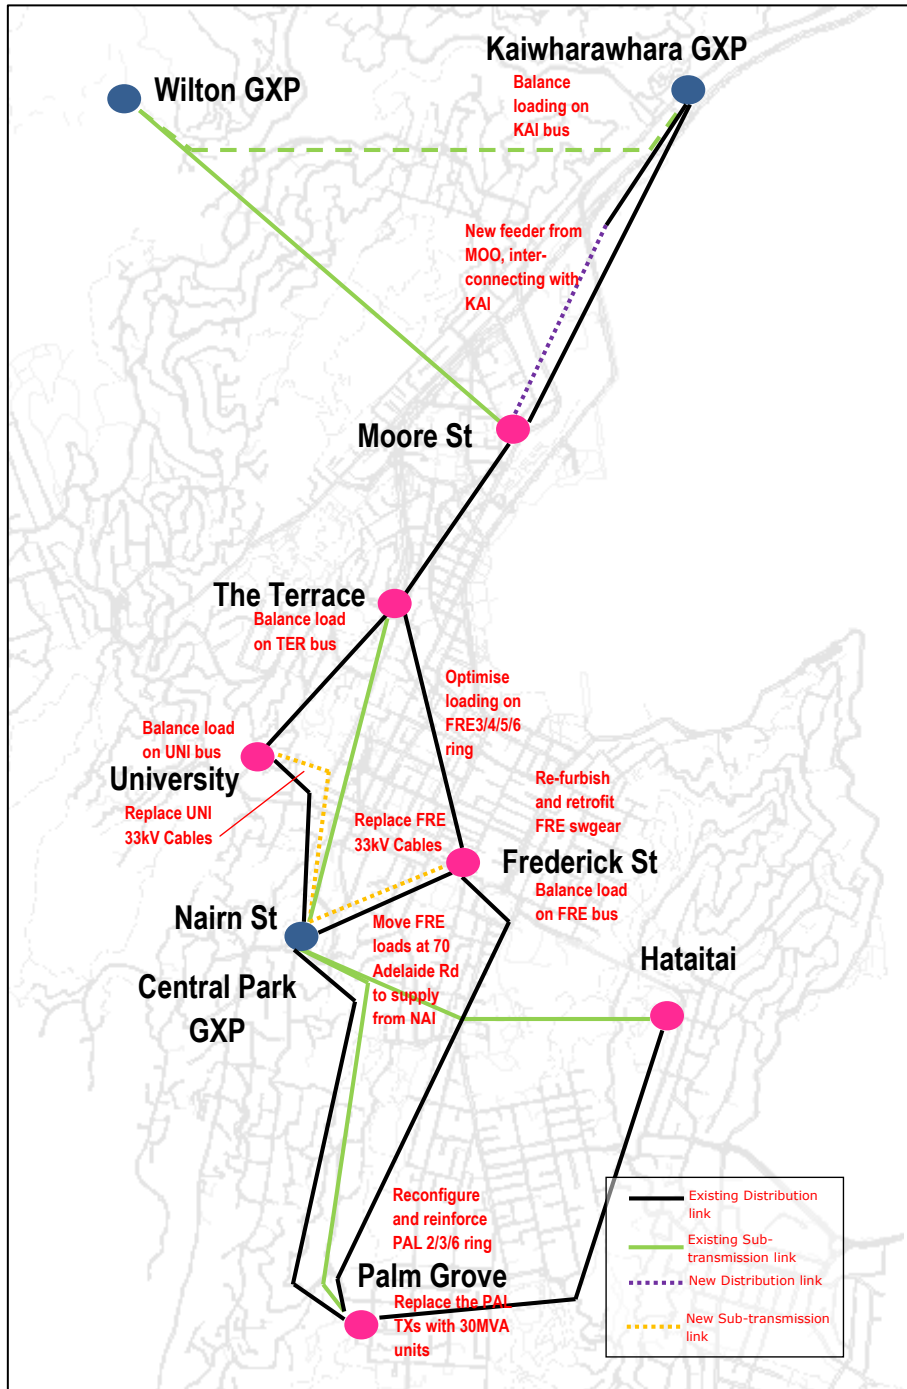 Kaiwharawhara GXP
Wilton GXP
Balance
loading on
KAI bus
New feeder from
MOO, inter-
connecting with
KAI
Moore St
The Terrace
Balance load
on TER bus
Optimise
loading on
FRE3/4/5/6
ring
Balance load
on UNI bus
University
Re-furbish
and retrofit
FRE swgear
Replace UNI
33kV Cables
Replace FRE
33kV Cables
Frederick St
Balance load
on FRE bus
Nairn St
Move FRE
loads at 70
Adelaide Rd
to supply
from NAI
Hataitai
Central Park
GXP
Reconfigure
and reinforce
PAL 2/3/6 ring
Palm Grove
Replace the PAL
TXs with 30MVA
units
Existing Distribution
link
Existing Sub-
transmission link
New Distribution link
New Sub-transmission
link